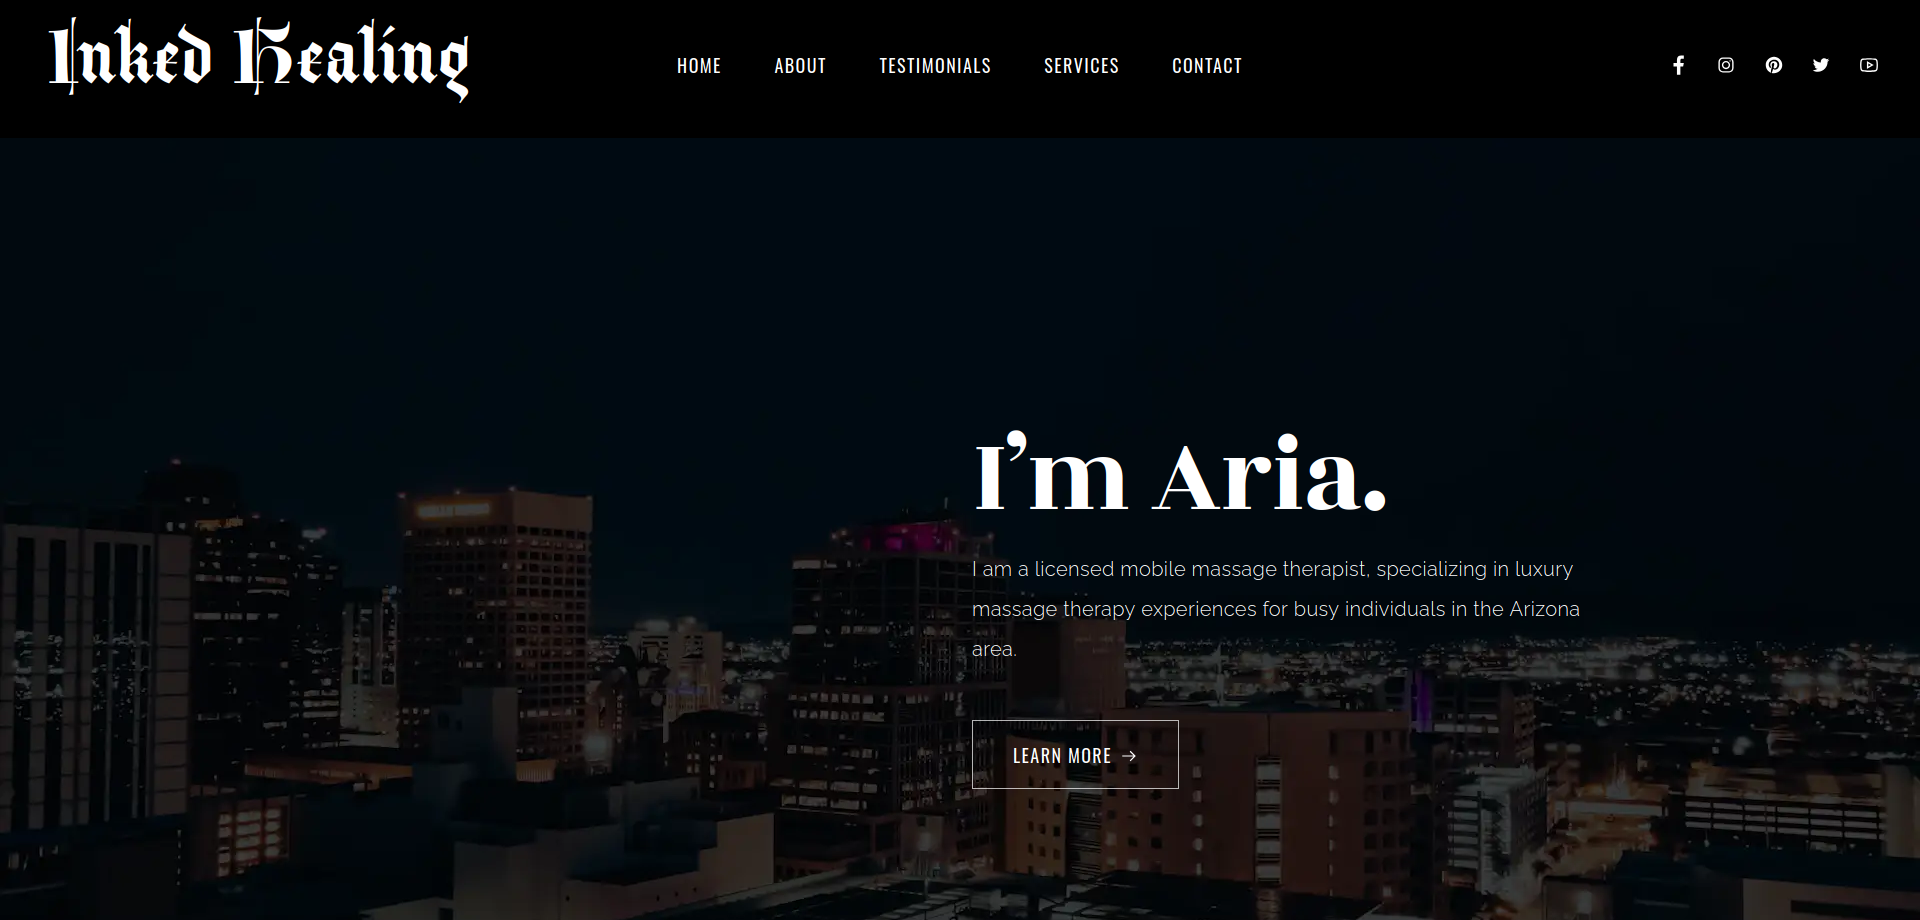 Inked Healing
HOME
ABOUT
TESTIMONIALS
SERVICES
CONTACT
I'm Aria.
I am a licensed mobile massage therapist, specializing in luxury
massage therapy experiences for busy individuals in the Arizona
area.
LEARN MORE →